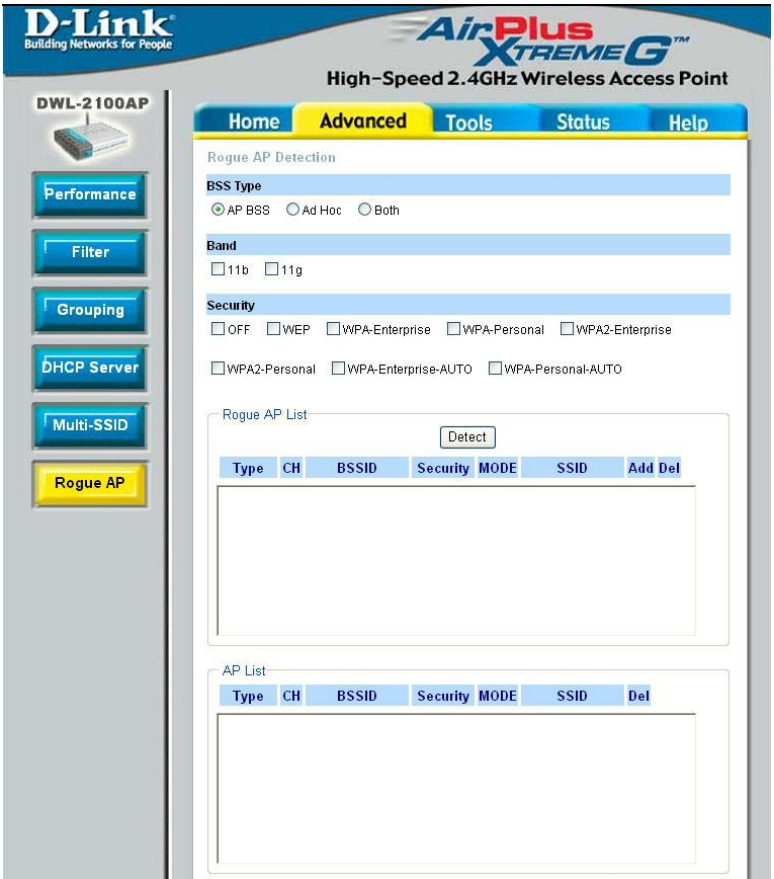 D-Link
Building Networks for People
AirPlus
XTREME G™
High-Speed 2.4GHz Wireless Access Point
DWL-2100AP
Home Advanced Tools Status Help
Performance
Filter
Grouping
DHCP Server
Multi-SSID
Rogue AP
Rogue AP Detection
BSS Type
AP BSS Ad Hoc Both
Band
11b 11g
Security
OFF WEP WPA-Enterprise WPA-Personal WPA2-Enterprise
WPA2-Personal WPA-Enterprise-AUTO WPA-Personal-AUTO
Rogue AP List
Detect
Type CH BSSID Security MODE SSID Add Del
AP List
Type CH BSSID Security MODE SSID Del